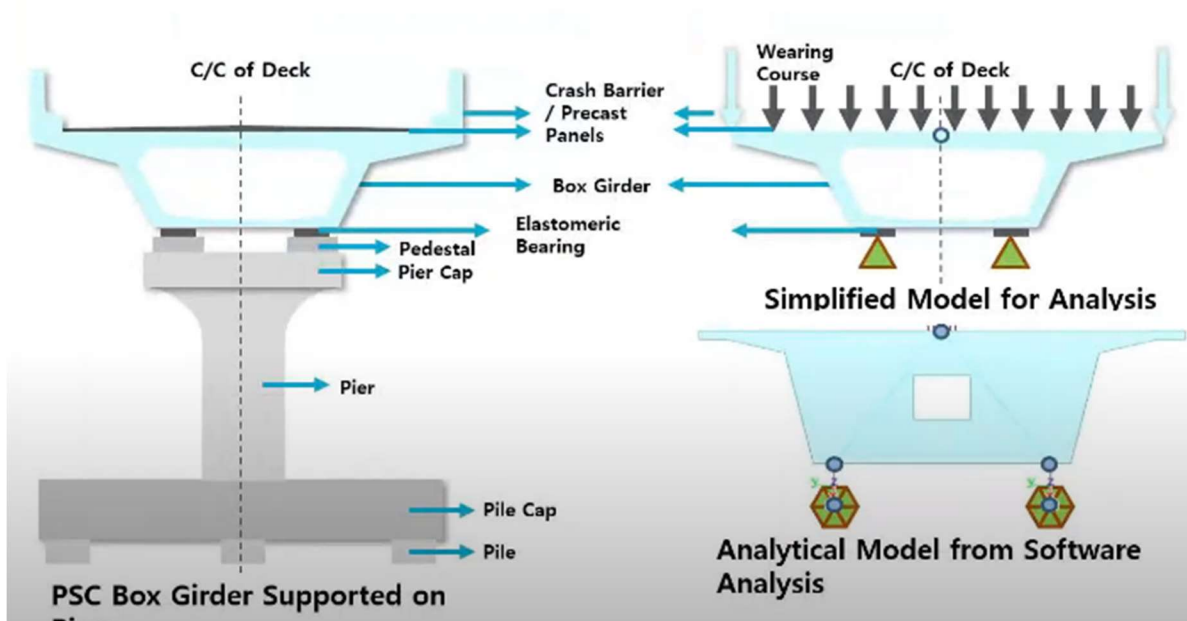 C/C of Deck
Crash Barrier
/ Precast
Panels
Box Girder
Elastomeric
Bearing
Pedestal
Pier Cap
Pier
Pile Cap
Pile
PSC Box Girder Supported on
Wearing
Course
C/C of Deck
Simplified Model for Analysis
Analytical Model from Software
Analysis